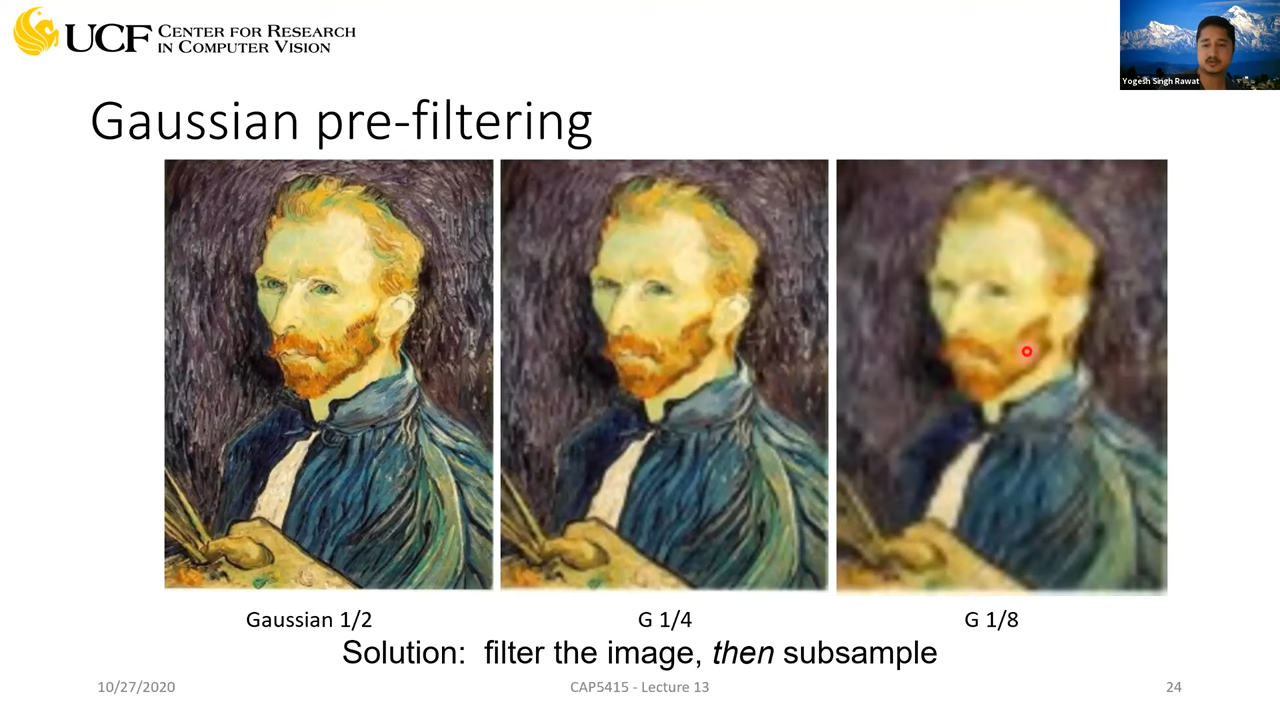 UCF CENTER FOR RESEARCH
IN COMPUTER VISION
Yogesh Singh Rawat
Gaussian pre-filtering
Gaussian 1/2
G 1/4
G 1/8
Solution: filter the image, then subsample
10/27/2020
CAP5415 - Lecture 13
24